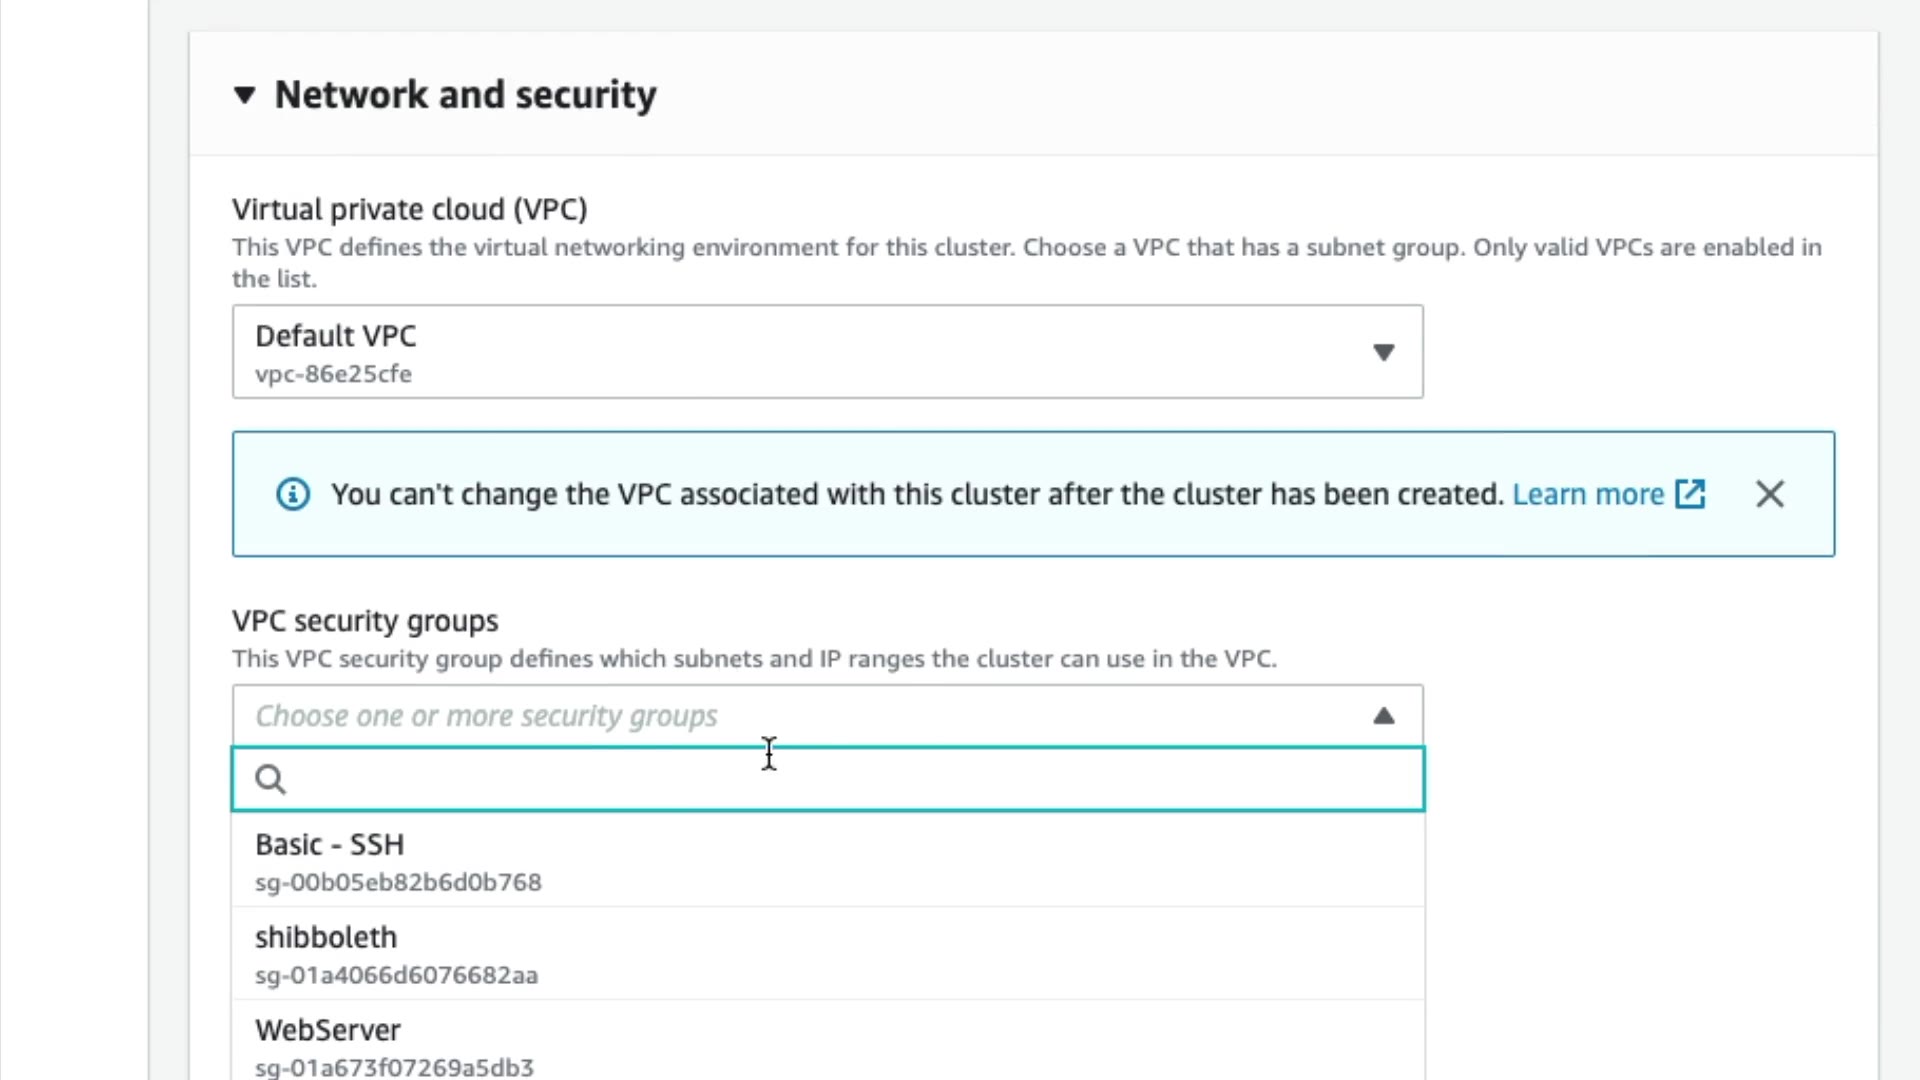 Network and security
Virtual private cloud (VPC)
This VPC defines the virtual networking environment for this cluster. Choose a VPC that has a subnet group. Only valid VPCs are enabled in
the list.
Default VPC
vpc-86e25cfe
You can't change the VPC associated with this cluster after the cluster has been created. Learn more
VPC security groups
This VPC security group defines which subnets and IP ranges the cluster can use in the VPC.
Choose one or more security groups
Basic - SSH
sg-00b05eb82b6d0b768
shibboleth
sg-01a4066d6076682aa
WebServer
sg-01a673f07269a5db3